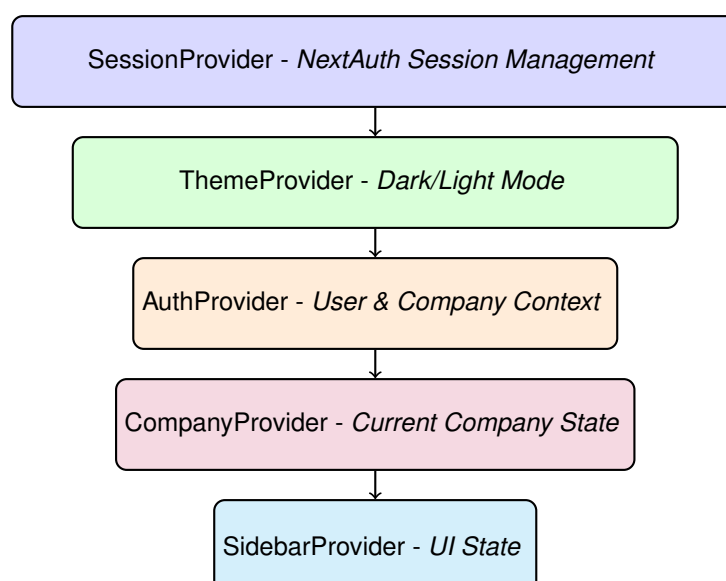 SessionProvider - NextAuth Session Management
ThemeProvider - Dark/Light Mode
AuthProvider - User & Company Context
CompanyProvider - Current Company State
SidebarProvider - UI State